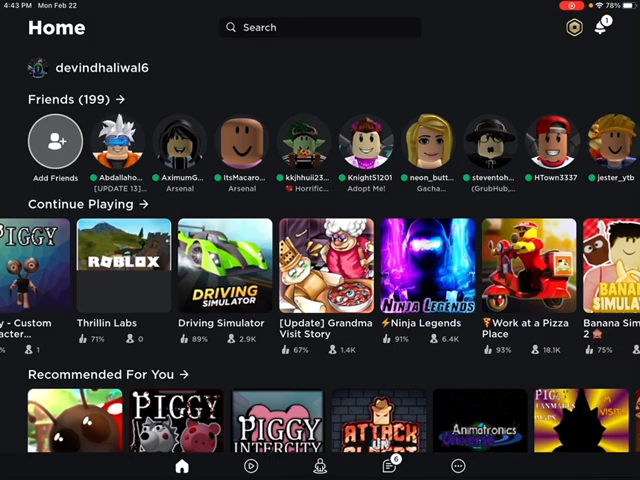 4:43 PM Mon Feb 22
78%
Home
Search
1
devindhaliwal6
Friends (199) →
Add Friends
Abdallaho...
[UPDATE 13]...
AximumG...
Arsenal
ItsMacaro...
Arsenal
kkjhhuii23...
Horrific...
Knight51201
Adopt Me!
neon_butt...
Gacha...
steventoh...
(GrubHub,...
HTown3337
jester_ytb
Continue Playing →
PIGGY
y - Custom
acter...
% 1
ROBLOX
Thrillin Labs
71% 0
DRIVING
SIMULATOR
Driving Simulator
89% 2.9K
[Update] Grandma
Visit Story
67% 1.4K
NINJA LEGENDS
⚡Ninja Legends
91% 6.4K
🍕Work at a Pizza
Place
93% 18.1K
BANANA
SIMULA
Banana Sim
2
75%
Recommended For You →
PIGGY
PIGGY
INTERCITY
ATTACK
Animatronics
Universe
PIGGY
FANMADE
MAPS
VISIT!
6